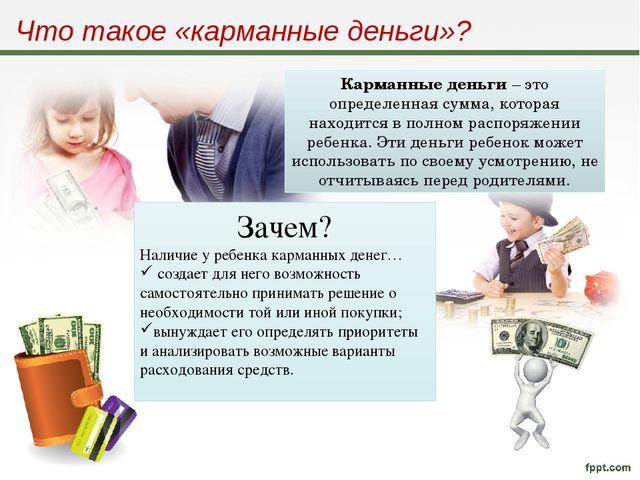 Что такое «карманные деньги»?
Карманные деньги – это
определенная сумма, которая
находится в полном распоряжении
ребенка. Эти деньги ребенок может
использовать по своему усмотрению, не
отчитываясь перед родителями.
Зачем?
Наличие у ребенка карманных денег…
✓ создает для него возможность
самостоятельно принимать решение о
необходимости той или иной покупки;
✓вынуждает его определять приоритеты
и анализировать возможные варианты
расходования средств.
fppt.com